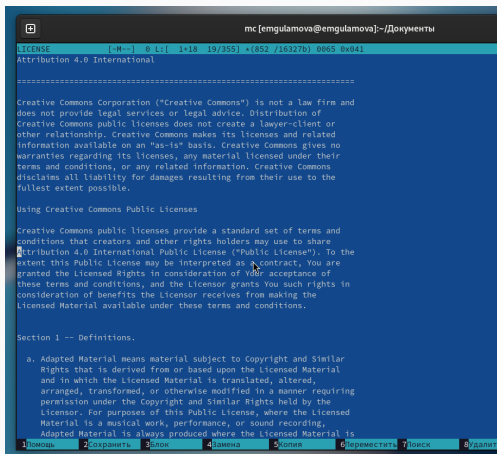 mc [emgulamova@emgulamova]:~/Документы
LICENSE [-M--] 0 L:[ 1+18 19/355] *(852 /16327b) 0065 0x041
Attribution 4.0 International
=======================================================================
Creative Commons Corporation ("Creative Commons") is not a law firm and
does not provide legal services or legal advice. Distribution of
Creative Commons public licenses does not create a lawyer-client or
other relationship. Creative Commons makes its licenses and related
information available on an "as-is" basis. Creative Commons gives no
warranties regarding its licenses, any material licensed under their
terms and conditions, or any related information. Creative Commons
disclaims all liability for damages resulting from their use to the
fullest extent possible.
Using Creative Commons Public Licenses
Creative Commons public licenses provide a standard set of terms and
conditions that creators and other rights holders may use to share
Attribution 4.0 International Public License ("Public License"). To the
extent this Public License may be interpreted as a contract, You are
granted the Licensed Rights in consideration of Your acceptance of
these terms and conditions, and the Licensor grants You such rights in
consideration of benefits the Licensor receives from making the
Licensed Material available under these terms and conditions.
Section 1 -- Definitions.
a. Adapted Material means material subject to Copyright and Similar
Rights that is derived from or based upon the Licensed Material
and in which the Licensed Material is translated, altered,
arranged, transformed, or otherwise modified in a manner requiring
permission under the Copyright and Similar Rights held by the
Licensor. For purposes of this Public License, where the Licensed
Material is a musical work, performance, or sound recording,
Adapted Material is always produced where the Licensed Material is
1Помощь 2Сохранить 3Блок 4Замена 5Копия 6Переместить 7Поиск 8Удалит